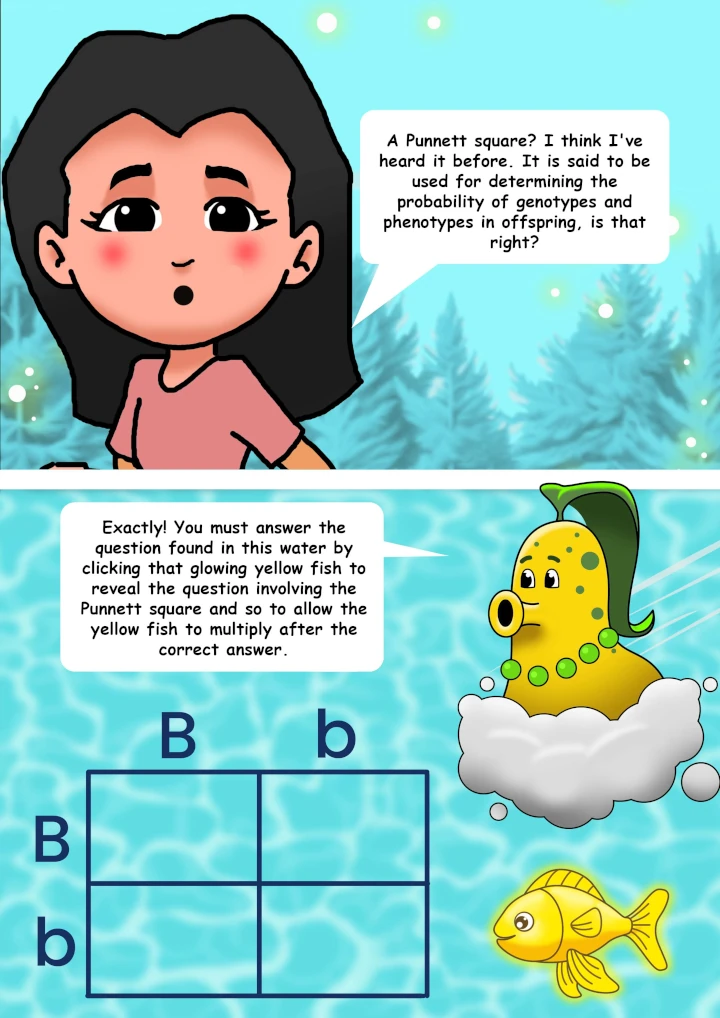 A Punnett square? I think I've
heard it before. It is said to be
used for determining the
probability of genotypes and
phenotypes in offspring, is that
right?
Exactly! You must answer the
question found in this water by
clicking that glowing yellow fish to
reveal the question involving the
Punnett square and so to allow the
yellow fish to multiply after the
correct answer.
B b
B
b